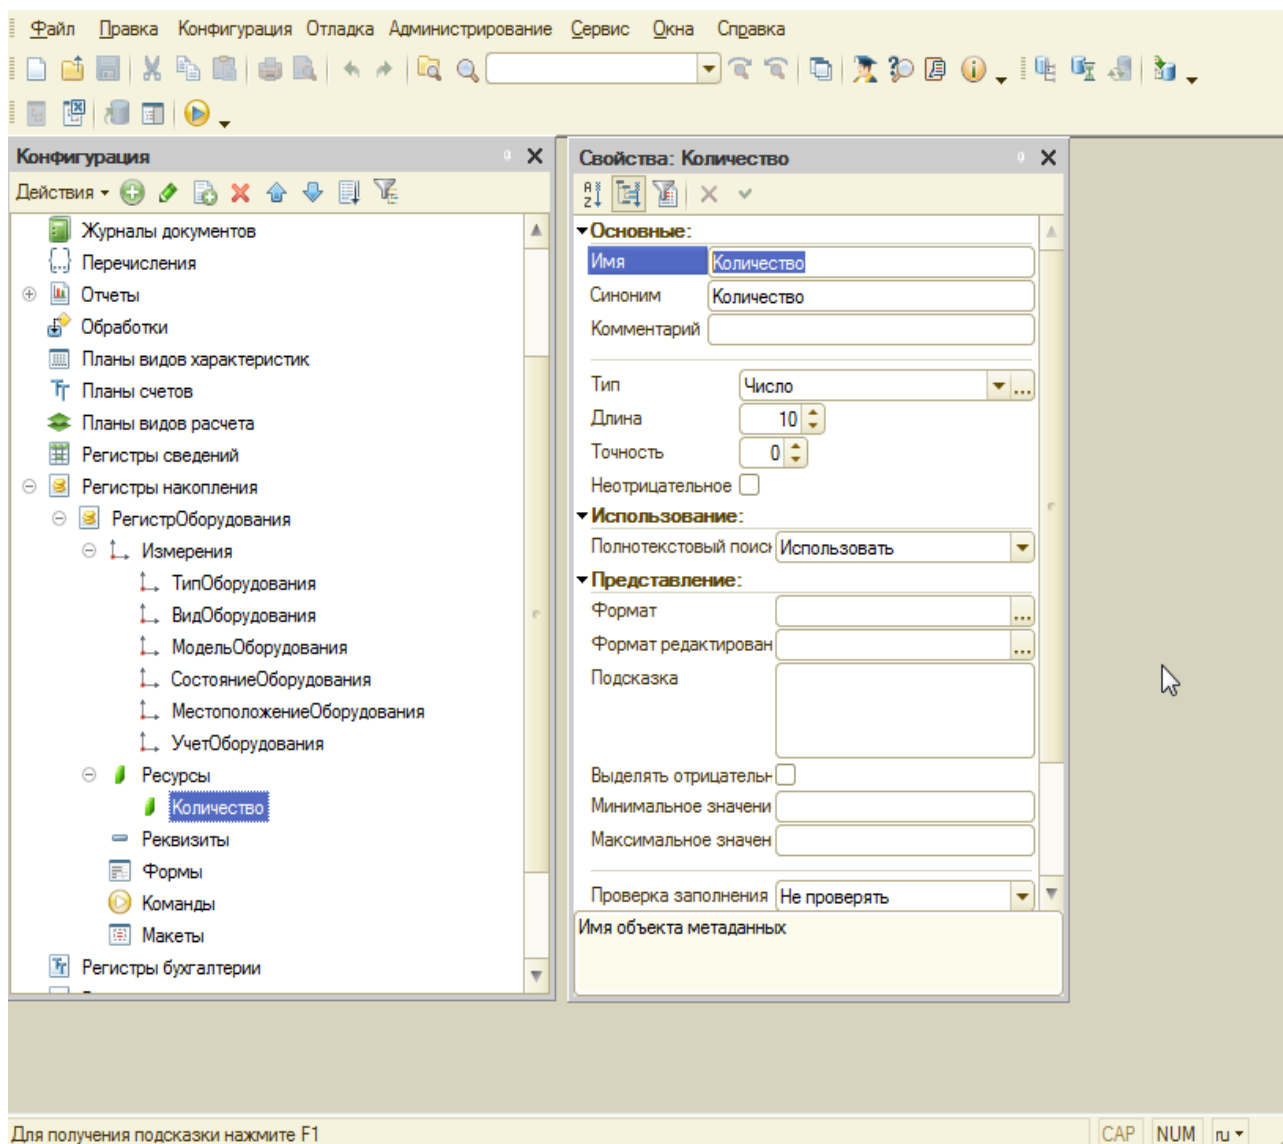 Файл Правка Конфигурация Отладка Администрирование Сервис Окна Справка
Конфигурация
Действия
Журналы документов
Перечисления
Отчеты
Обработки
Планы видов характеристик
Планы счетов
Планы видов расчета
Регистры сведений
Регистры накопления
РегистрОборудования
Измерения
ТипОборудования
ВидОборудования
МодельОборудования
СостояниеОборудования
МестоположениеОборудования
УчетОборудования
Ресурсы
Количество
Реквизиты
Формы
Команды
Макеты
Регистры бухгалтерии
Свойства: Количество
Основные:
Имя Количество
Синоним Количество
Комментарий
Тип Число ...
Длина 10
Точность 0
Неотрицательное
Использование:
Полнотекстовый поиск Использовать
Представление:
Формат ...
Формат редактирован ...
Подсказка
Выделять отрицательн
Минимальное значени
Максимальное значен
Проверка заполнения Не проверять
Имя объекта метаданных
Для получения подсказки нажмите F1 CAP NUM ru